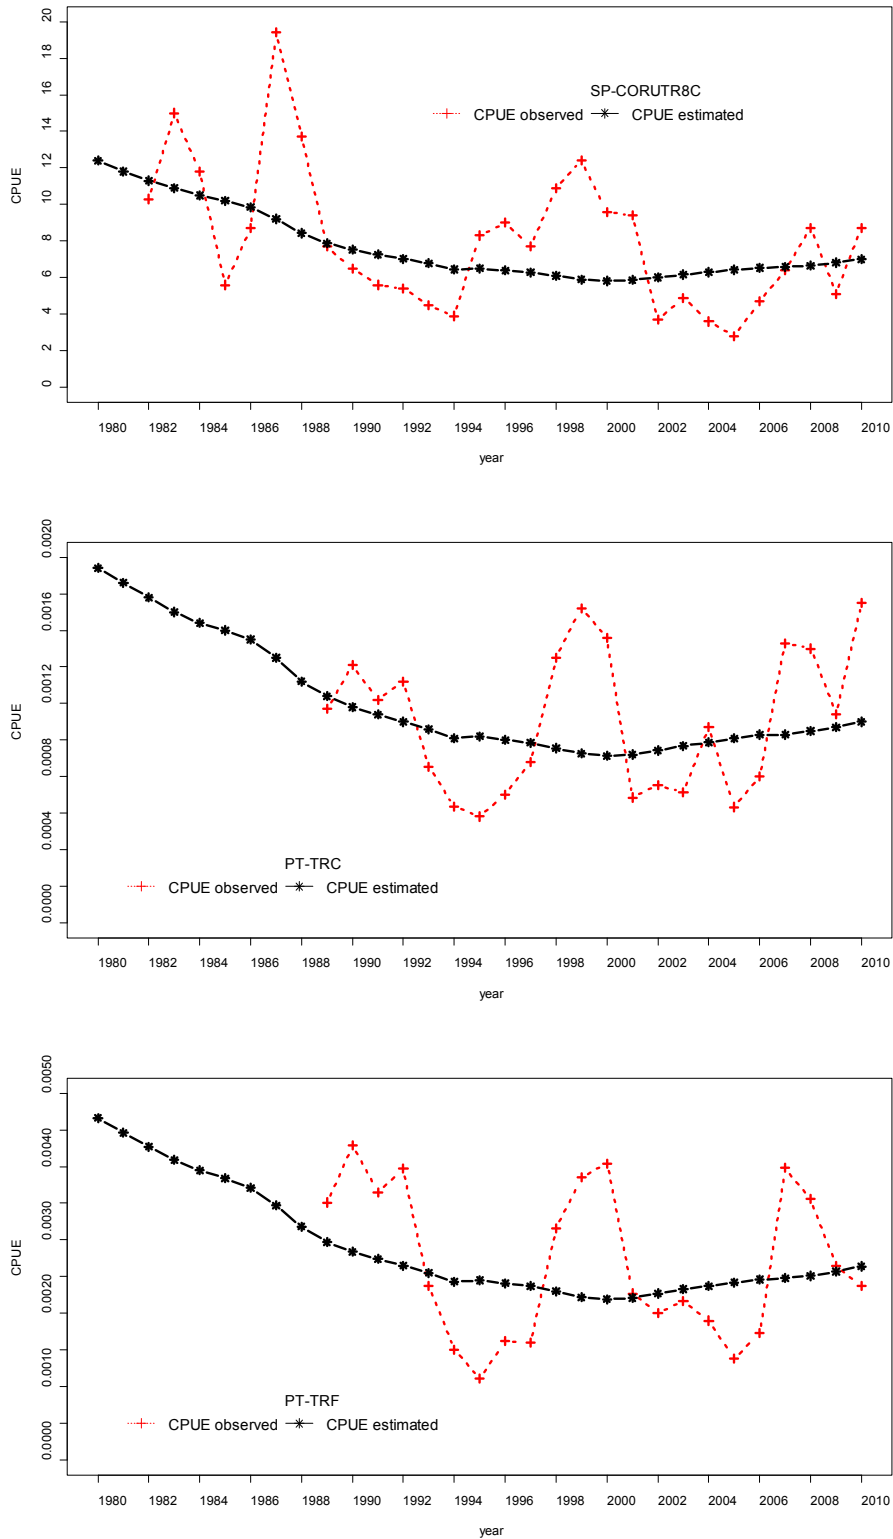 20
18
16
14
12
10
8
6
4
2
0
CPUE
SP-CORUTR8C
CPUE observed CPUE estimated
1980 1982 1984 1986 1988 1990 1992 1994 1996 1998 2000 2002 2004 2006 2008 2010
year
0.0020
0.0016
0.0012
0.0008
0.0004
0.0000
CPUE
PT-TRC
CPUE observed CPUE estimated
1980 1982 1984 1986 1988 1990 1992 1994 1996 1998 2000 2002 2004 2006 2008 2010
year
0.0050
0.0040
0.0030
0.0020
0.0010
0.0000
CPUE
PT-TRF
CPUE observed CPUE estimated
1980 1982 1984 1986 1988 1990 1992 1994 1996 1998 2000 2002 2004 2006 2008 2010
year